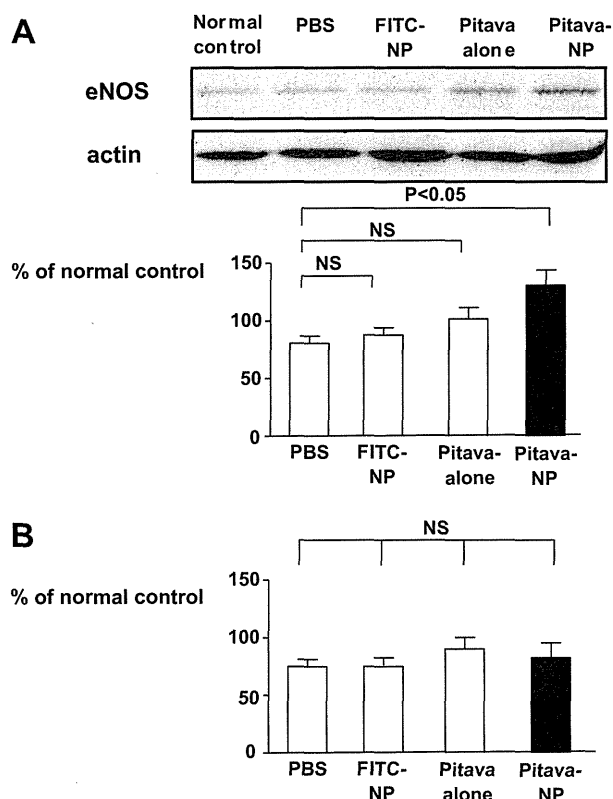 A
Normal control PBS FITC-NP Pitava alone Pitava-NP
eNOS
actin
P<0.05
NS
NS
% of normal control
150
100
50
0
PBS FITC-NP Pitava-alone Pitava-NP
B
NS
% of normal control
150
100
50
0
PBS FITC-NP Pitava alone Pitava-NP